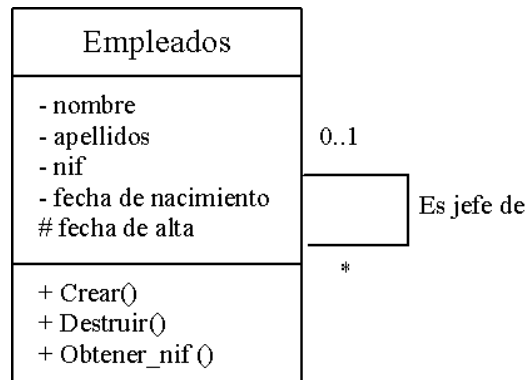 Empleados
- nombre
- apellidos
- nif
- fecha de nacimiento
# fecha de alta
0..1
Es jefe de
*
+ Crear()
+ Destruir()
+ Obtener_nif ()